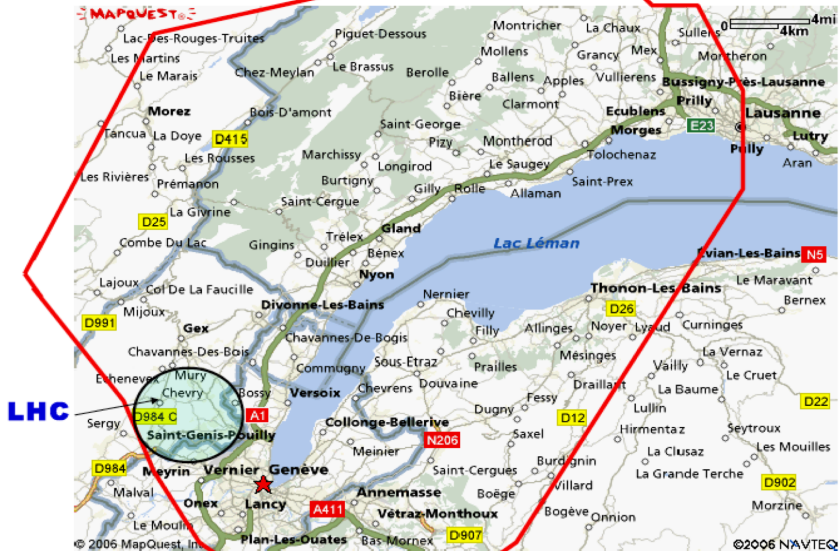 MAPQUEST
4mi
0
4km
Lac-Des-Rouges-Truites
Piguet-Dessous
Montricher
La Chaux
Sullens
Les Martins
Mollens
Grancy
Mex
Montheron
Chez-Meylan
Le Brassus
Berolle
Ballens
Apples
Vullierens
Bussigny-Près-Lausanne
Le Marais
Bière
Clarmont
Ecublens
Prilly
Lausanne
Morez
Bois-D'amont
Saint-George
Morges
E23
Tancua
La Doye
D415
Pizy
Montherod
Pully
Lutry
Les Rousses
Marchissy
Longirod
Le Saugey
Tolochenaz
Aran
Les Rivières
Prémanon
Burtigny
Gilly
Rolle
Allaman
Saint-Prex
La Givrine
Saint-Cergue
D25
Trélex
Gland
Combe Du Lac
Gingins
Bénex
Lac Léman
Évian-Les-Bains
N5
Duillier
Nyon
Le Maravant
Lajoux
Col De La Faucille
Nernier
Thonon-Les-Bains
Bernex
Mijoux
Divonne-Les-Bains
Chevilly
D26
D991
Gex
Filly
Allinges
Noyer
Lyaud
Curninges
Chavannes-De-Bogis
Chavannes-Des-Bois
Sous-Etraz
Prailles
Mésinges
La Vernaz
Commugny
Vailly
Le Cruet
Echenevex
Mury
Chevrens
Douvaine
Draillant
La Baume
LHC
Chevry
Bossy
Versoix
Fessy
D22
D984 C
A1
Dugny
D12
Lullin
Sergy
Saint-Genis-Pouilly
Collonge-Bellerive
Saxel
Hirmentaz
Seytroux
N206
Meinier
La Clusaz
Les Mouilles
D984
Meyrin
Vernier
Genève
Saint-Cergues
Burdignin
La Grande Terche
Malval
Annemasse
Boëge
Villard
D902
Onex
Lancy
A411
Vétraz-Monthoux
Bogève
Onnion
Morzine
Le Moulin
Plan-Les-Ouates
Bas-Mornex
D907
© 2006 MapQuest, Inc
©2006 NAVTEQ